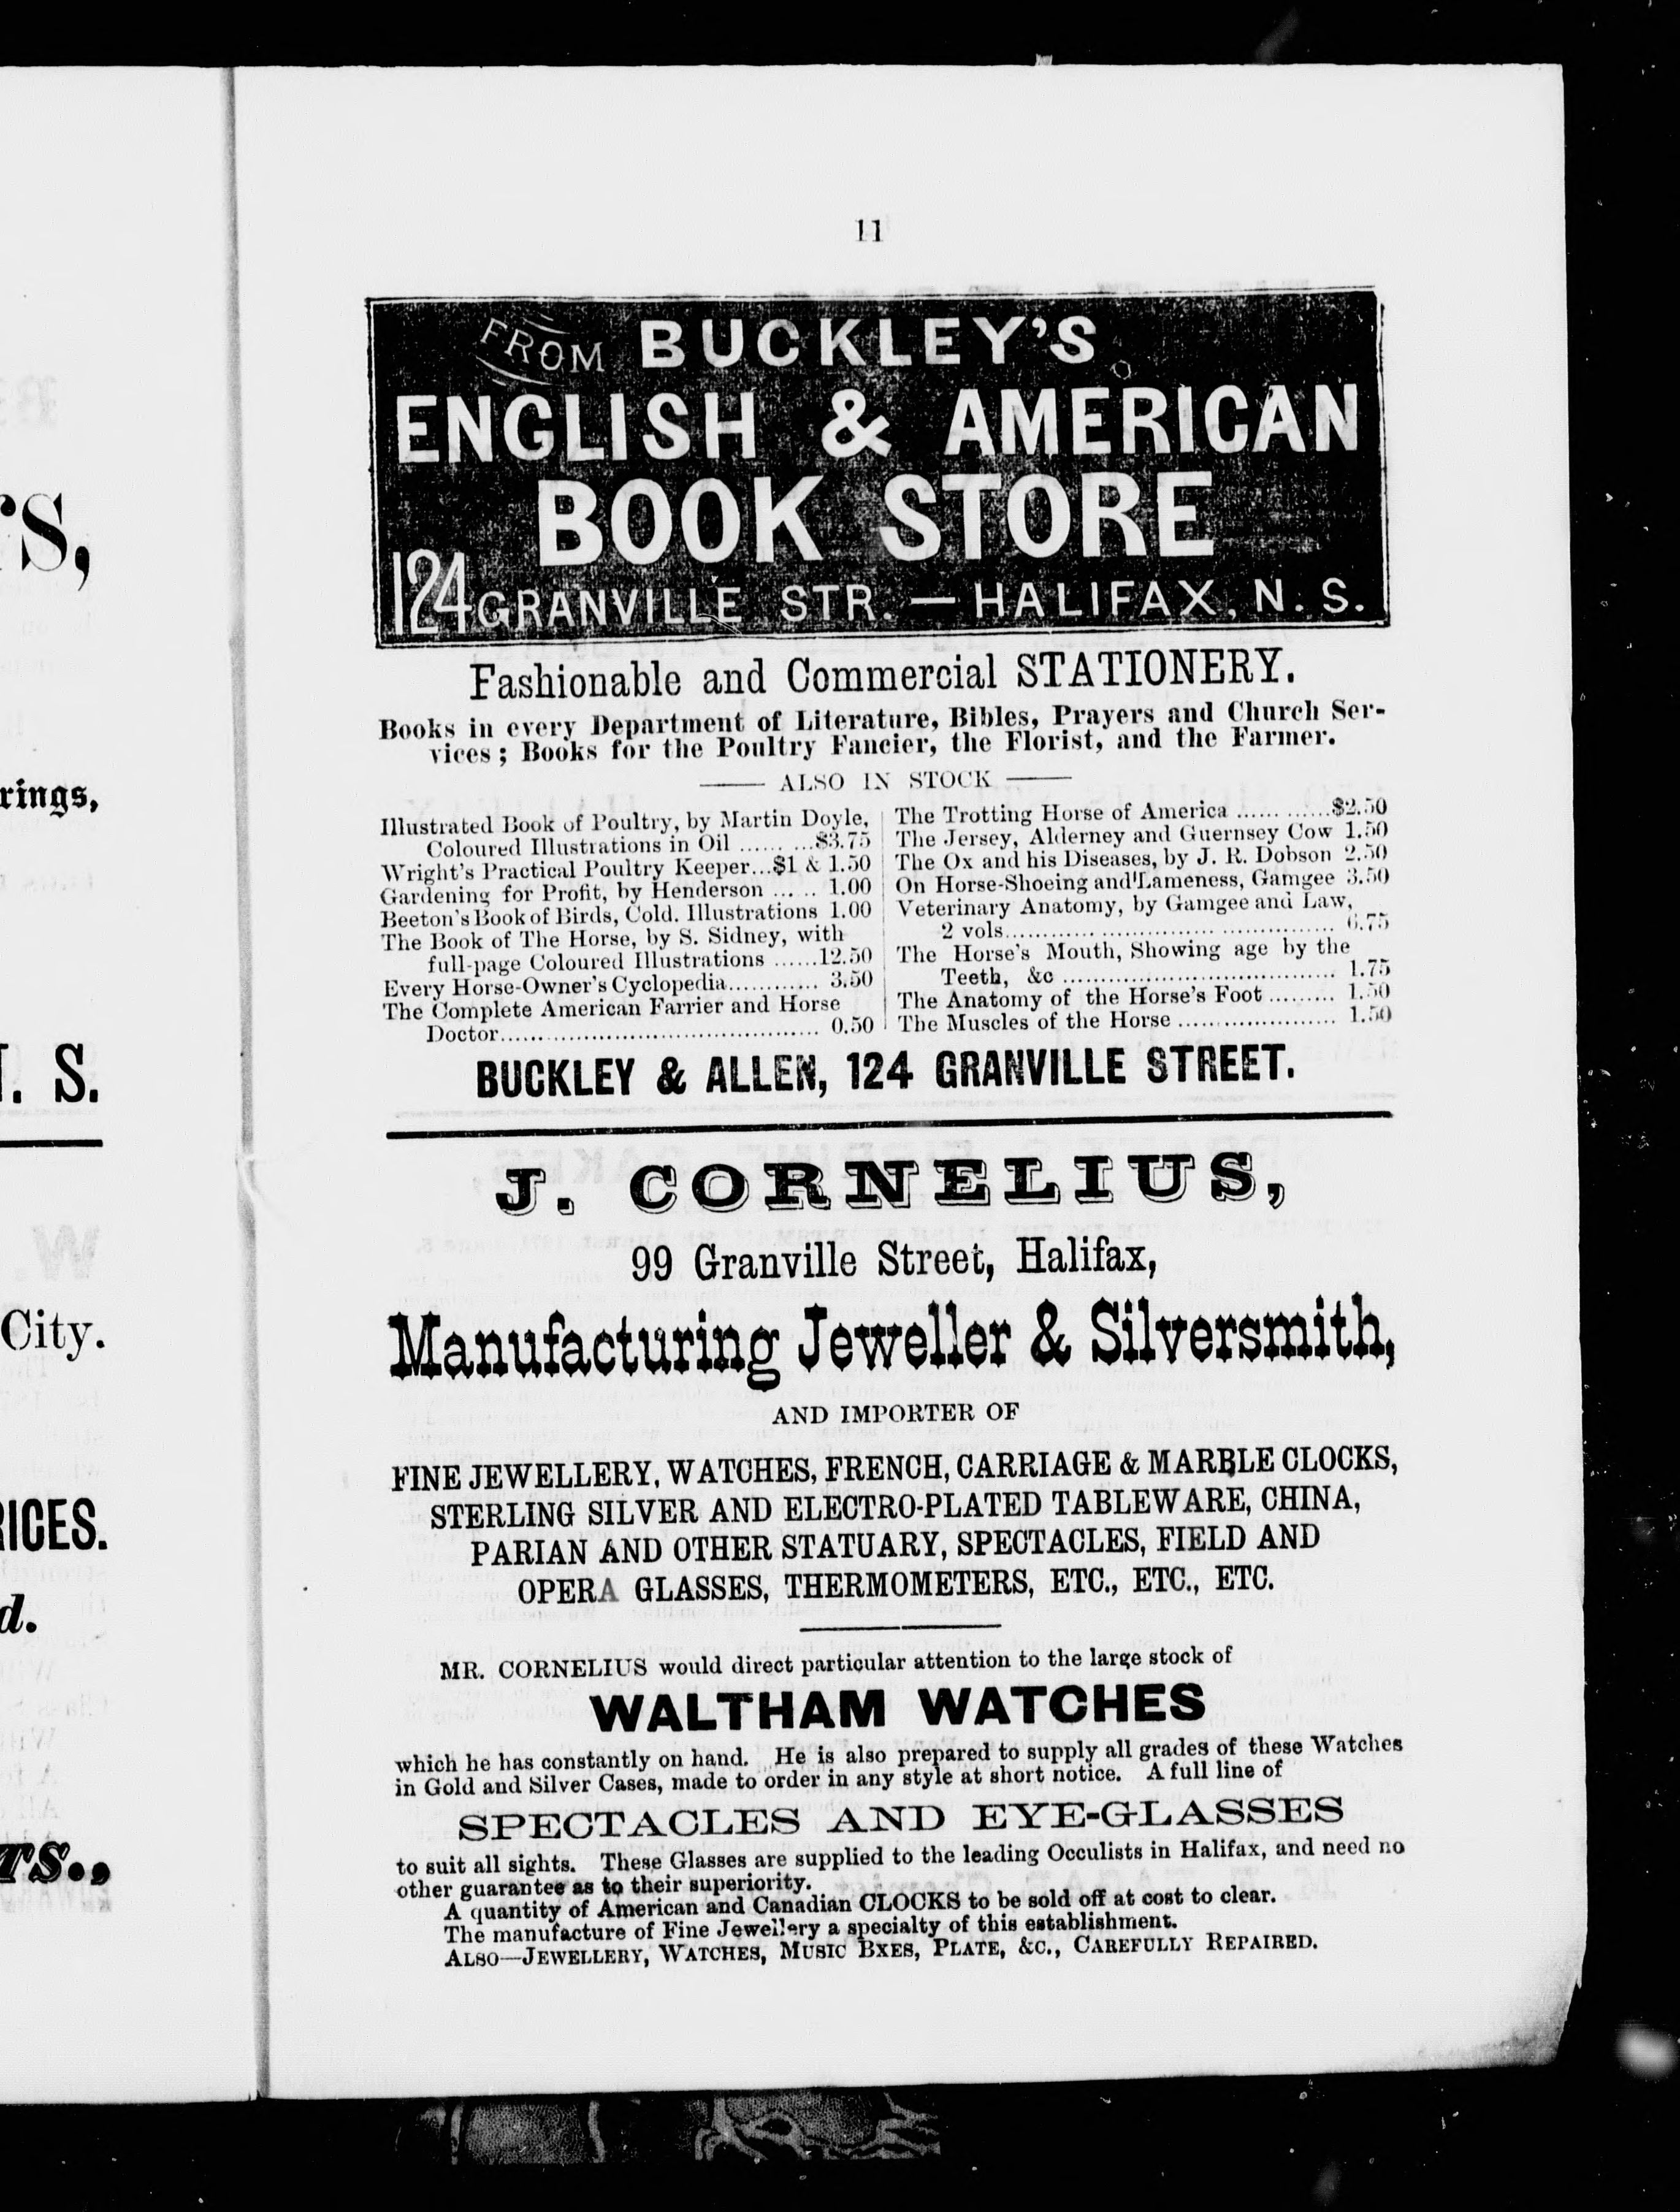 rs,
rings,
. S.
City.
ICES.
d.
rs.,
11
FROM BUCKLEY'S
ENGLISH & AMERICAN
BOOK STORE
124 GRANVILLE STR. — HALIFAX, N. S.
Fashionable and Commercial STATIONERY.
Books in every Department of Literature, Bibles, Prayers and Church Ser-
vices; Books for the Poultry Fancier, the Florist, and the Farmer.
ALSO IN STOCK
Illustrated Book of Poultry, by Martin Doyle,
Coloured Illustrations in Oil ......... $3.75
Wright's Practical Poultry Keeper...$1 & 1.50
Gardening for Profit, by Henderson ...... 1.00
Beeton's Book of Birds, Cold. Illustrations 1.00
The Book of The Horse, by S. Sidney, with
full-page Coloured Illustrations ......12.50
Every Horse-Owner's Cyclopedia............ 3.50
The Complete American Farrier and Horse
Doctor.......................................... 0.50
The Trotting Horse of America ............$2.50
The Jersey, Alderney and Guernsey Cow 1.50
The Ox and his Diseases, by J. R. Dobson 2.50
On Horse-Shoeing and'Lameness, Gamgee 3.50
Veterinary Anatomy, by Gamgee and Law,
2 vols........................................... 6.75
The Horse's Mouth, Showing age by the
Teeth, &c .................................... 1.75
The Anatomy of the Horse's Foot ......... 1.50
The Muscles of the Horse ..................... 1.50
BUCKLEY & ALLEN, 124 GRANVILLE STREET.
J. CORNELIUS,
99 Granville Street, Halifax,
Manufacturing Jeweller & Silversmith,
AND IMPORTER OF
FINE JEWELLERY, WATCHES, FRENCH, CARRIAGE & MARBLE CLOCKS,
STERLING SILVER AND ELECTRO-PLATED TABLEWARE, CHINA,
PARIAN AND OTHER STATUARY, SPECTACLES, FIELD AND
OPERA GLASSES, THERMOMETERS, ETC., ETC., ETC.
MR. CORNELIUS would direct particular attention to the large stock of
WALTHAM WATCHES
which he has constantly on hand. He is also prepared to supply all grades of these Watches
in Gold and Silver Cases, made to order in any style at short notice. A full line of
SPECTACLES AND EYE-GLASSES
to suit all sights. These Glasses are supplied to the leading Occulists in Halifax, and need no
other guarantee as to their superiority.
A quantity of American and Canadian CLOCKS to be sold off at cost to clear.
The manufacture of Fine Jewellery a specialty of this establishment.
ALSO—JEWELLERY, WATCHES, MUSIC BXES, PLATE, &C., CAREFULLY REPAIRED.